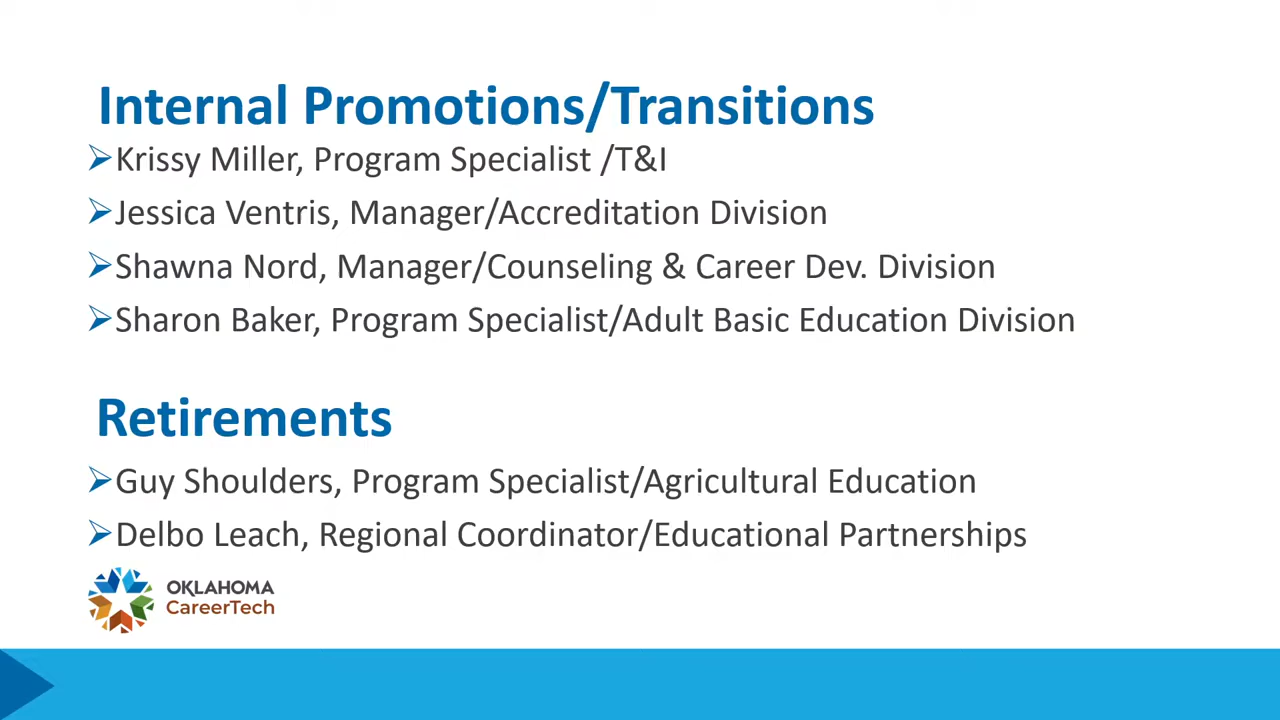 Internal Promotions/Transitions
Krissy Miller, Program Specialist /T&I
Jessica Ventris, Manager/Accreditation Division
Shawna Nord, Manager/Counseling & Career Dev. Division
Sharon Baker, Program Specialist/Adult Basic Education Division
Retirements
Guy Shoulders, Program Specialist/Agricultural Education
Delbo Leach, Regional Coordinator/Educational Partnerships
OKLAHOMA
CareerTech